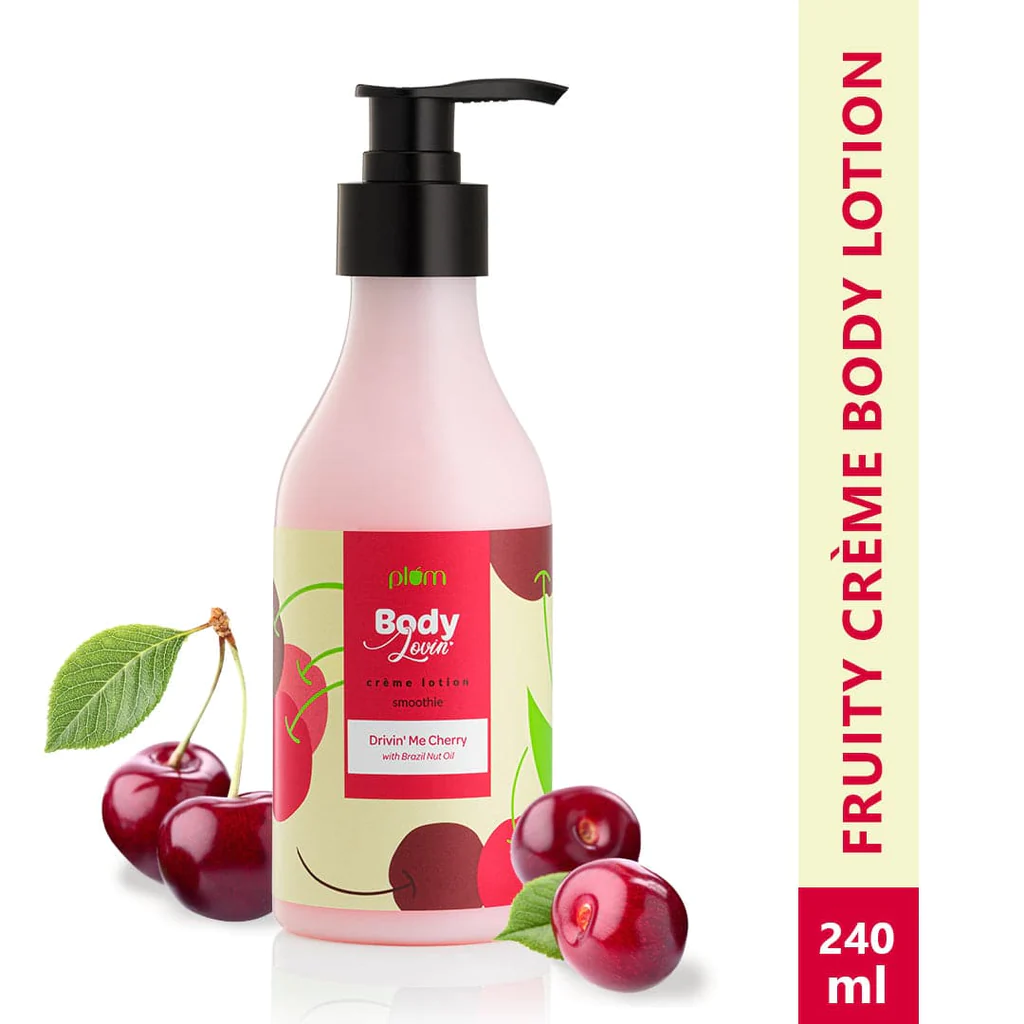 plum
Body
Lovin'
crème lotion
smoothie
Drivin' Me Cherry
with Brazil Nut Oil
FRUITY CRÈME BODY LOTION
240
ml